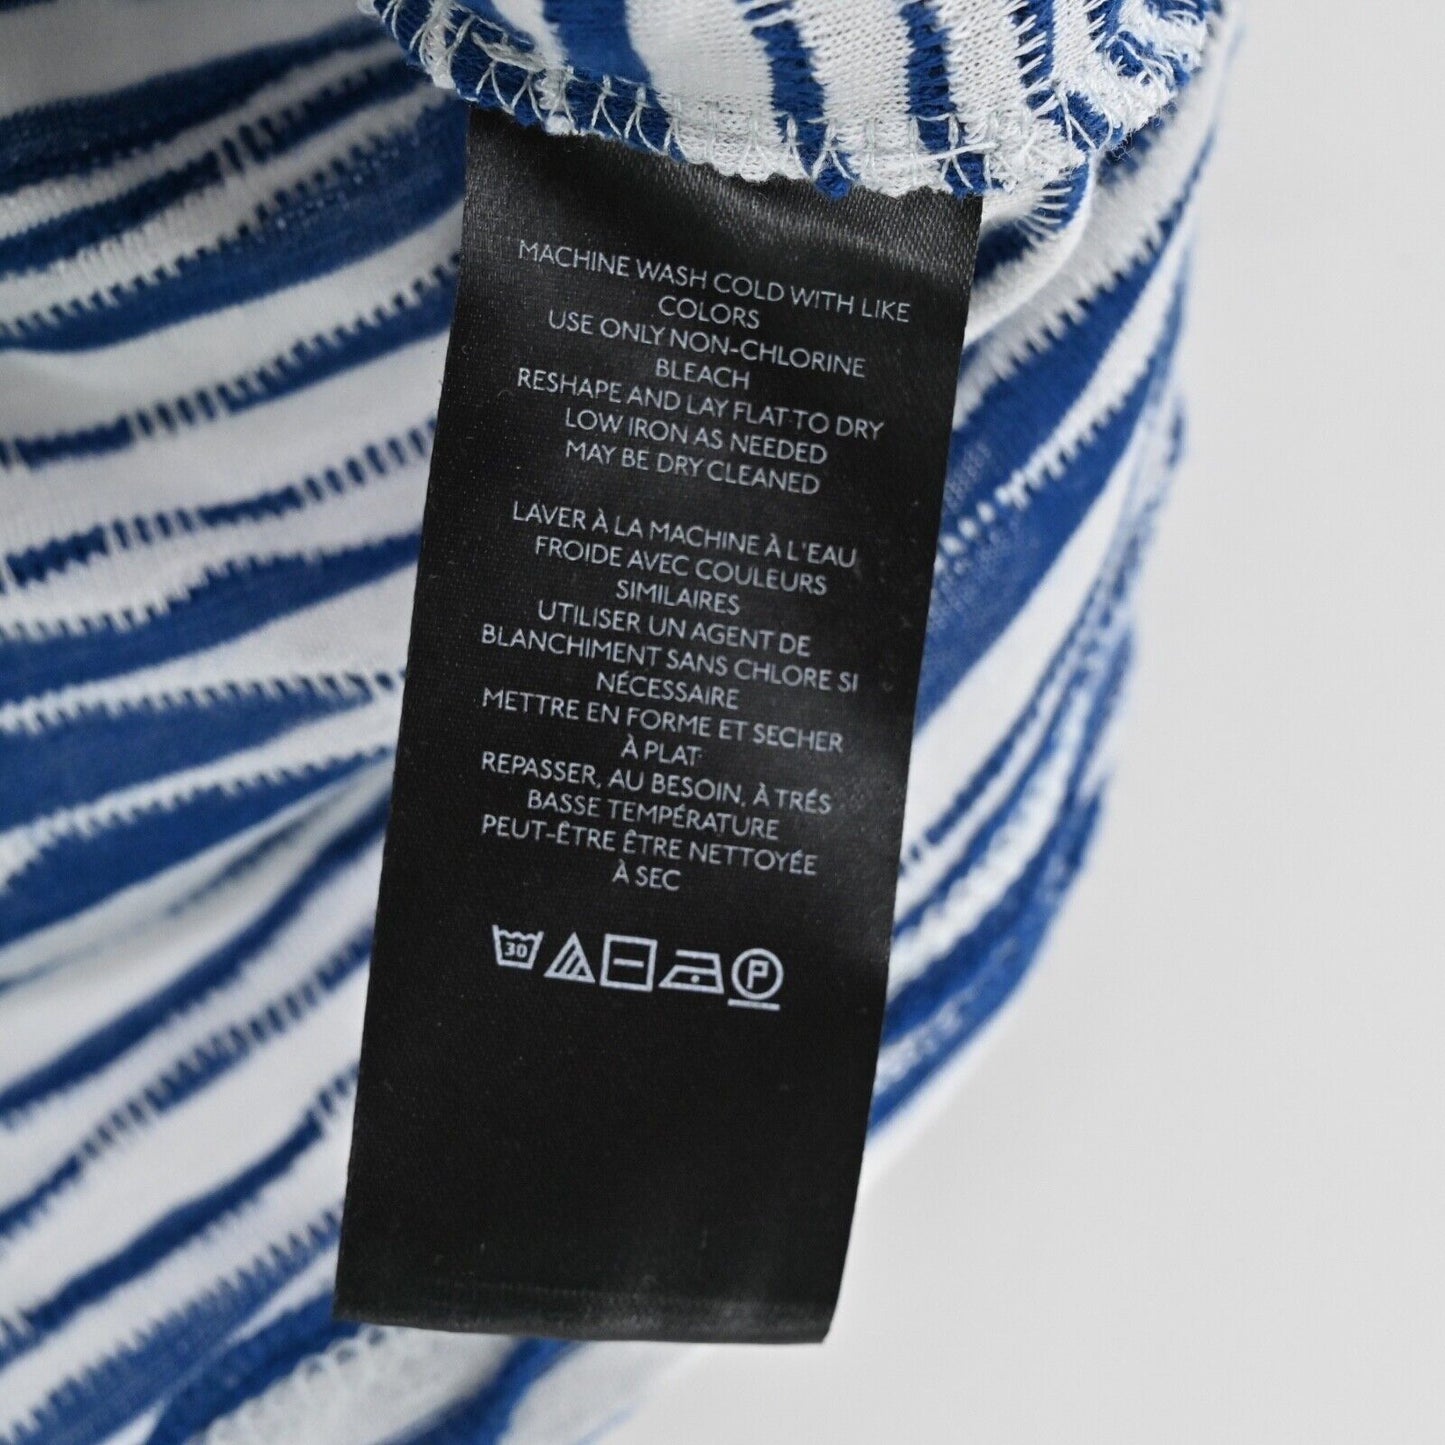 MACHINE WASH COLD WITH LIKE
COLORS
USE ONLY NON-CHLORINE
BLEACH
RESHAPE AND LAY FLAT TO DRY
LOW IRON AS NEEDED
MAY BE DRY CLEANED
LAVER À LA MACHINE À L'EAU
FROIDE AVEC COULEURS
SIMILAIRES
UTILISER UN AGENT DE
BLANCHIMENT SANS CHLORE SI
NÉCESSAIRE
METTRE EN FORME ET SECHER
À PLAT
REPASSER, AU BESOIN, À TRÉS
BASSE TEMPÉRATURE
PEUT-ÊTRE ÊTRE NETTOYÉE
À SEC
30 P